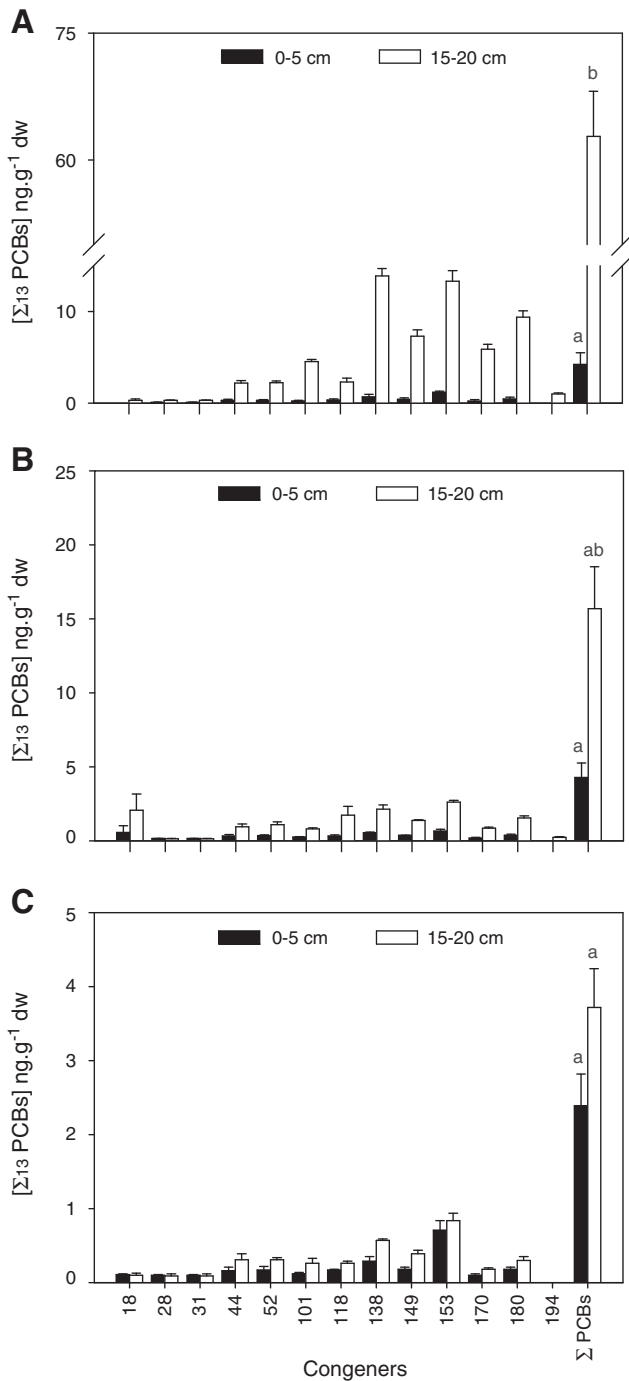 A
75
0-5 cm
15-20 cm
b
60
[Σ13 PCBs] ng.g-1 dw
10
a
0
B
25
0-5 cm
15-20 cm
20
ab
15
[Σ13 PCBs] ng.g-1 dw
10
5
a
0
C
5
0-5 cm
15-20 cm
a
4
[Σ13 PCBs] ng.g-1 dw
3
a
2
1
0
18
28
31
44
52
101
118
138
149
153
170
180
194
Σ PCBs
Congeners